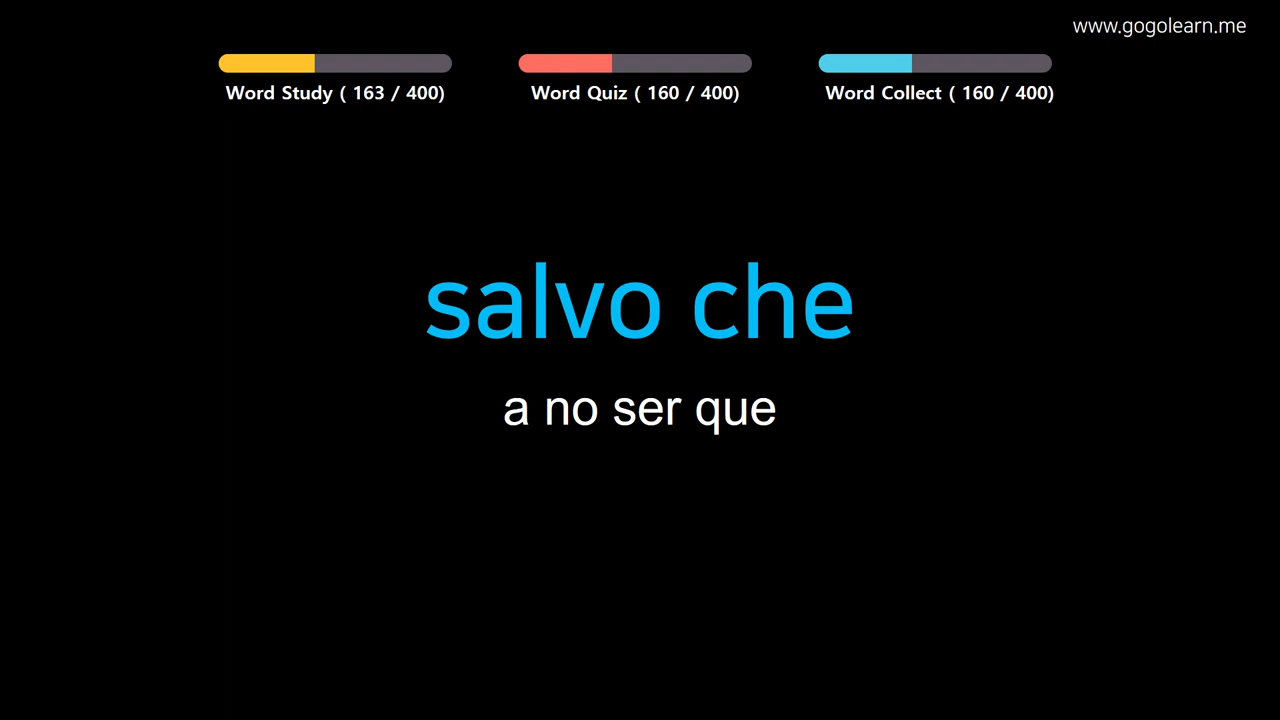 www.gogolearn.me
Word Study ( 163 / 400)
Word Quiz ( 160 / 400)
Word Collect ( 160 / 400)
salvo che
a no ser que